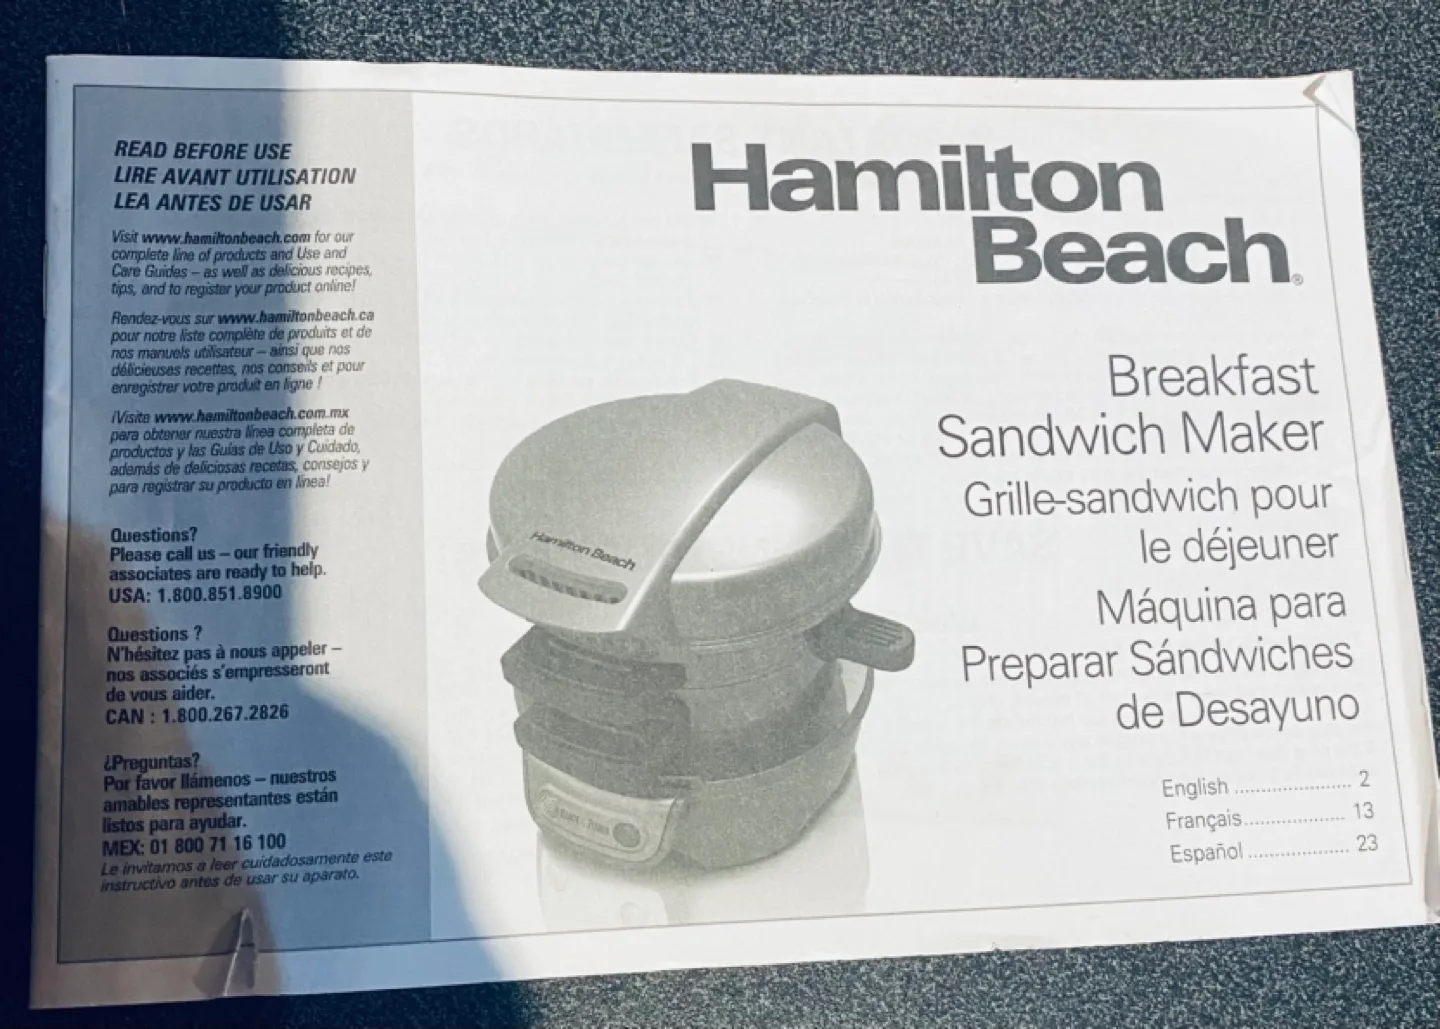 READ BEFORE USE
LIRE AVANT UTILISATION
LEA ANTES DE USAR
Visit www.hamiltonbeach.com for our
complete line of products and Use and
Care Guides – as well as delicious recipes,
tips, and to register your product online!
Rendez-vous sur www.hamiltonbeach.ca
pour notre liste complète de produits et de
nos manuels utilisateur – ainsi que nos
délicieuses recettes, nos conseils et pour
enregistrer votre produit en ligne !
¡Visite www.hamiltonbeach.com.mx
para obtener nuestra línea completa de
productos y las Guías de Uso y Cuidado,
además de deliciosas recetas, consejos y
para registrar su producto en línea!
Questions?
Please call us – our friendly
associates are ready to help.
USA: 1.800.851.8900
Questions ?
N'hésitez pas à nous appeler –
nos associés s'empresseront
de vous aider.
CAN : 1.800.267.2826
¿Preguntas?
Por favor llámenos – nuestros
amables representantes están
listos para ayudar.
MEX: 01 800 71 16 100
Le invitamos a leer cuidadosamente este
instructivo antes de usar su aparato.
Hamilton
Beach®
Breakfast
Sandwich Maker
Grille-sandwich pour
le déjeuner
Máquina para
Preparar Sándwiches
de Desayuno
English ...................... 2
Français................... 13
Español ................... 23
Hamilton Beach